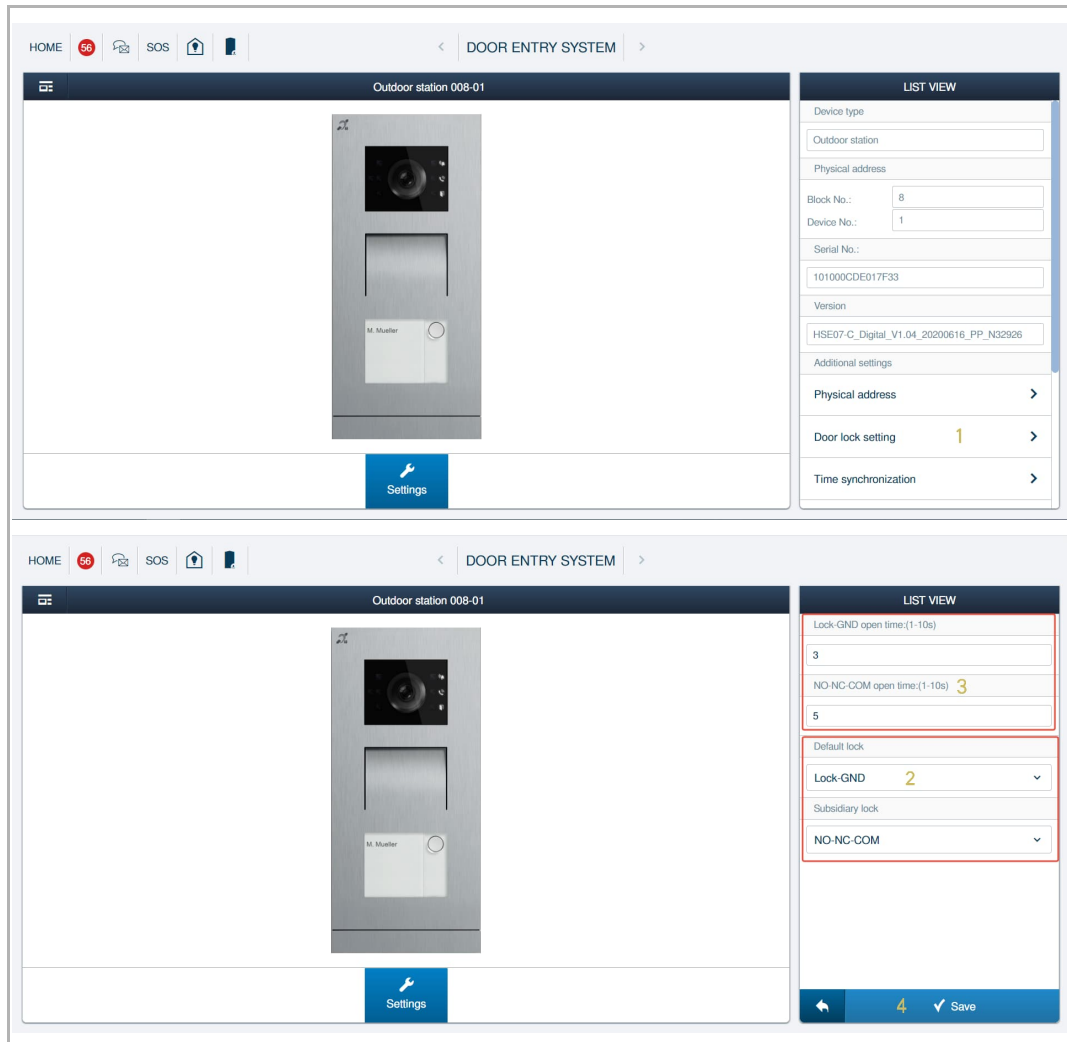 HOME 56 SOS < DOOR ENTRY SYSTEM >
Outdoor station 008-01
M. Mueller
Settings
LIST VIEW
Device type
Outdoor station
Physical address
Block No.: 8
Device No.: 1
Serial No.:
101000CDE017F33
Version
HSE07-C_Digital_V1.04_20200616_PP_N32926
Additional settings
Physical address
Door lock setting 1
Time synchronization
HOME 56 SOS < DOOR ENTRY SYSTEM >
Outdoor station 008-01
M. Mueller
Settings
LIST VIEW
Lock-GND open time:(1-10s)
3
NO-NC-COM open time:(1-10s) 3
5
Default lock
Lock-GND 2
Subsidiary lock
NO-NC-COM
4 Save